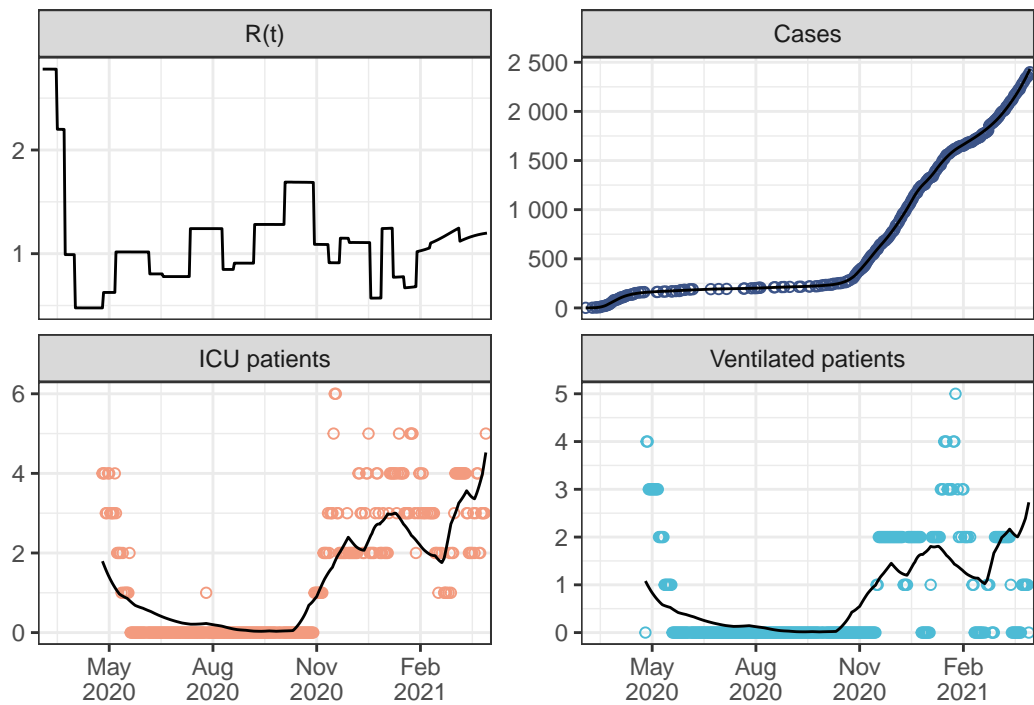 R(t)
2
1
Cases
2 500
2 000
1 500
1 000
500
0
ICU patients
6
4
2
0
May Aug Nov Feb
2020 2020 2020 2021
Ventilated patients
5
4
3
2
1
0
May Aug Nov Feb
2020 2020 2020 2021